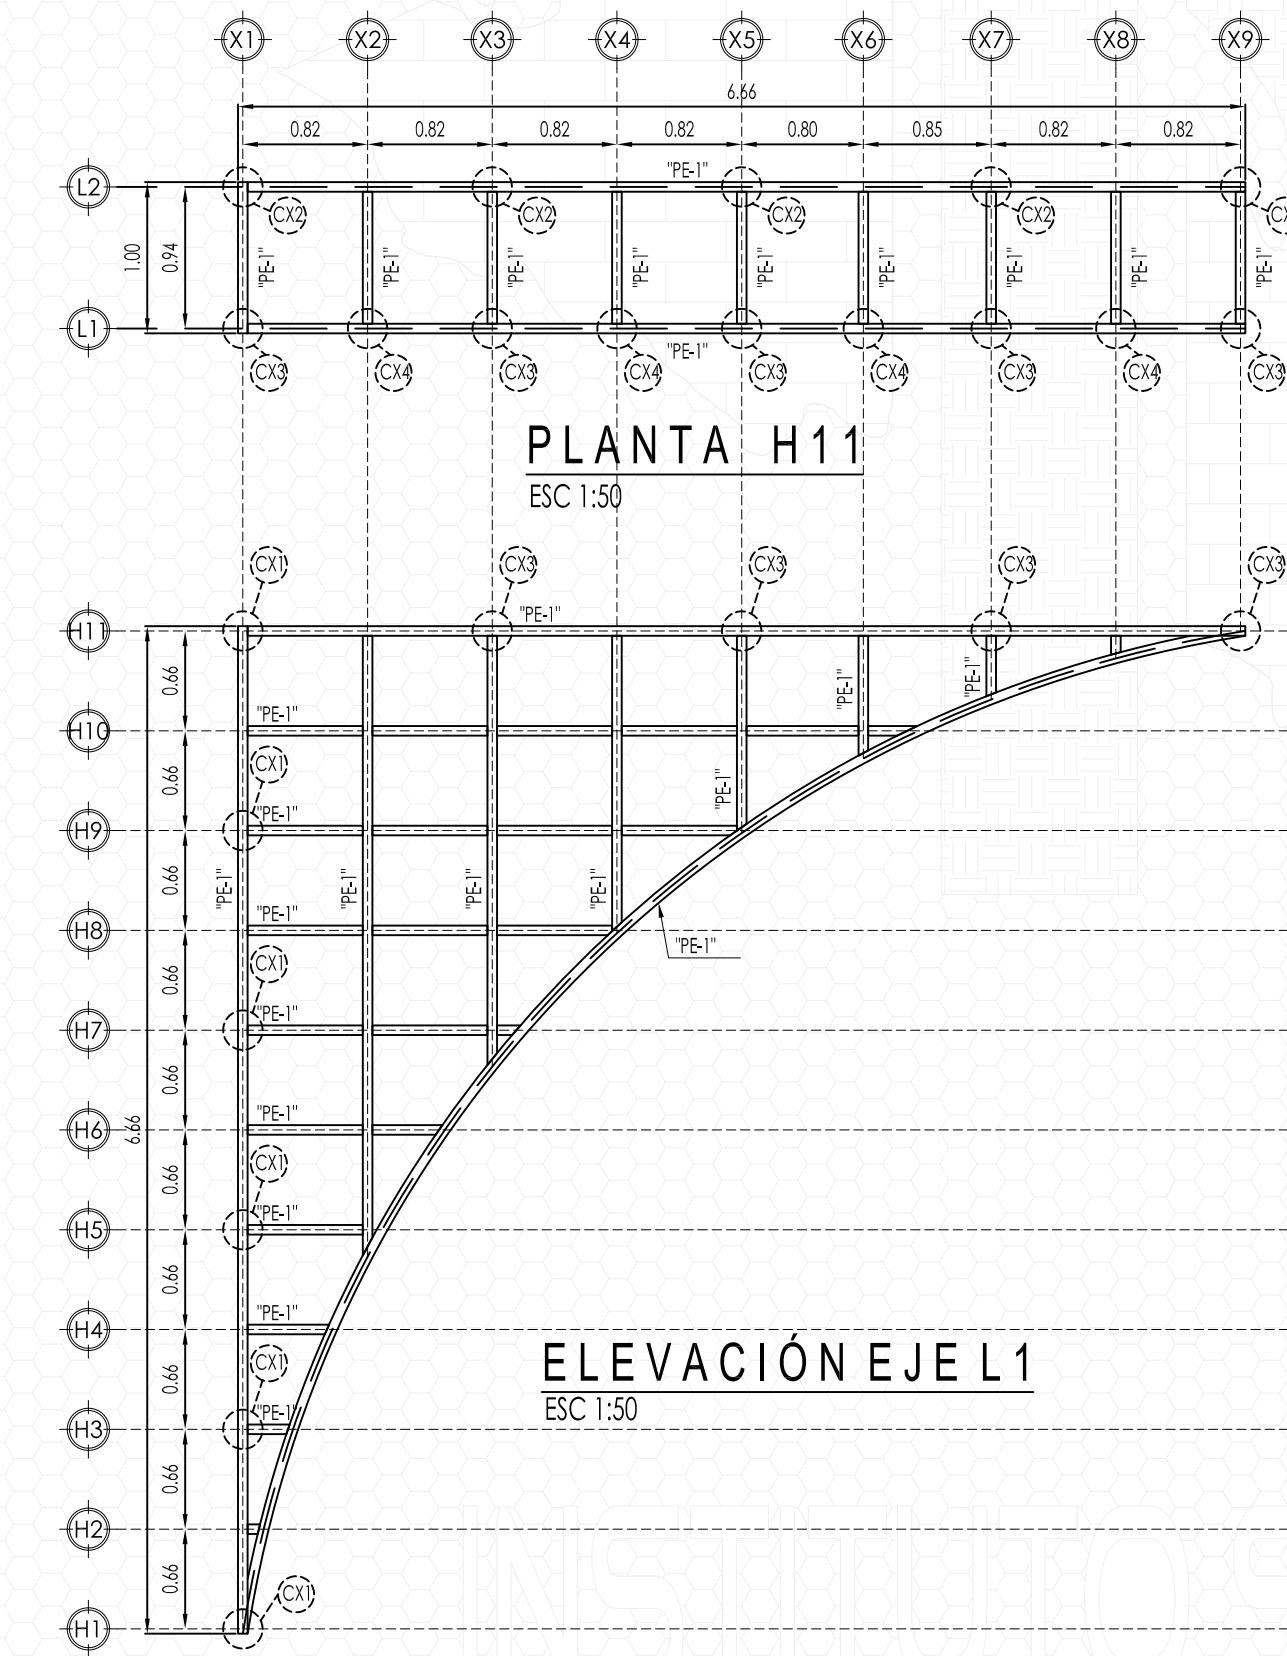 X1 X2 X3 X4 X5 X6 X7 X8 X9
6.66
0.82 0.82 0.82 0.82 0.80 0.85 0.82 0.82
"PE-1"
L2
CX2 CX2 CX2 CX2
1.00 0.94 "PE-1" "PE-1" "PE-1" "PE-1" "PE-1" "PE-1" "PE-1" "PE-1" "PE-1"
L1
"PE-1"
CX3 CX4 CX3 CX4 CX3 CX4 CX3 CX4 CX3
PLANTA H11
ESC 1:50
CX1 CX3 CX3 CX3 CX3
"PE-1"
H11
0.66 "PE-1" "PE-1"
"PE-1"
H10
CX1
0.66 "PE-1"
"PE-1"
H9
0.66 "PE-1" "PE-1" "PE-1" "PE-1"
"PE-1"
H8
"PE-1"
CX1
0.66
"PE-1"
H7
0.66
"PE-1"
H6
6.66
CX1
0.66
"PE-1"
H5
0.66
"PE-1"
H4
ELEVACIÓN EJE L1
CX1
0.66
"PE-1"
ESC 1:50
H3
0.66
H2
0.66
CX1
H1
INSTITUTOS